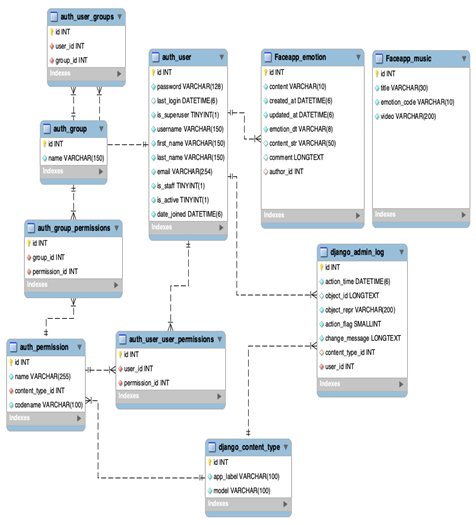 auth_user_groups
id INT
user_id INT
group_id INT
Indexes
auth_group
id INT
name VARCHAR(150)
Indexes
auth_group_permissions
id INT
group_id INT
permission_id INT
Indexes
auth_permission
id INT
name VARCHAR(255)
content_type_id INT
codename VARCHAR(100)
Indexes
auth_user
id INT
password VARCHAR(128)
last_login DATETIME(6)
is_superuser TINYINT(1)
username VARCHAR(150)
first_name VARCHAR(150)
last_name VARCHAR(150)
email VARCHAR(254)
is_staff TINYINT(1)
is_active TINYINT(1)
date_joined DATETIME(6)
Indexes
auth_user_user_permissions
id INT
user_id INT
permission_id INT
Indexes
Faceapp_emotion
id INT
content VARCHAR(10)
created_at DATETIME(6)
updated_at DATETIME(6)
emotion_dt VARCHAR(8)
content_str VARCHAR(50)
comment LONGTEXT
author_id INT
Indexes
Faceapp_music
id INT
title VARCHAR(30)
emotion_code VARCHAR(10)
video VARCHAR(200)
Indexes
django_admin_log
id INT
action_time DATETIME(6)
object_id LONGTEXT
object_repr VARCHAR(200)
action_flag SMALLINT
change_message LONGTEXT
content_type_id INT
user_id INT
Indexes
django_content_type
id INT
app_label VARCHAR(100)
model VARCHAR(100)
Indexes